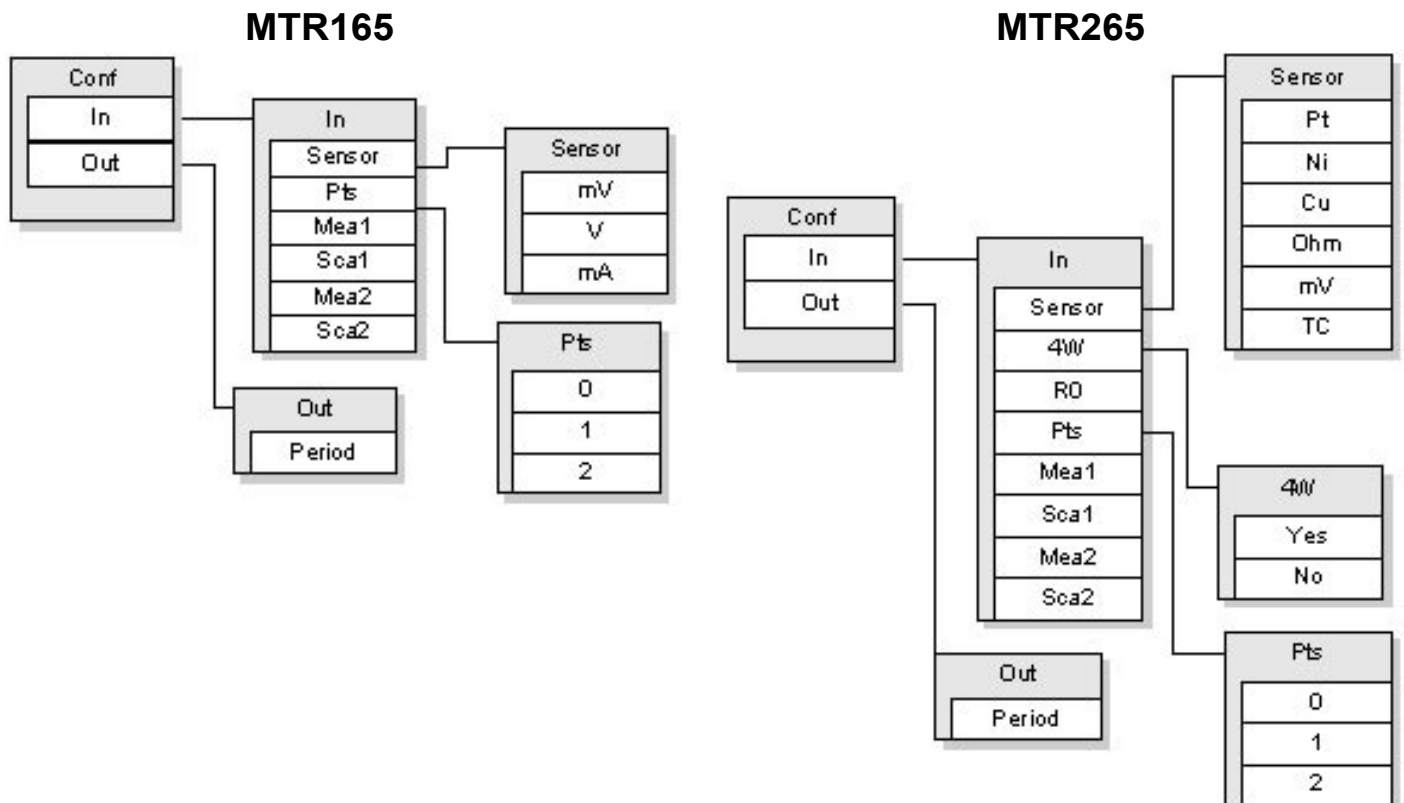 MTR165
Conf
In
Out
In
Sensor
Pts
Mea1
Sca1
Mea2
Sca2
Sensor
mV
V
mA
Pts
0
1
2
Out
Period
MTR265
Conf
In
Out
In
Sensor
4W
R0
Pts
Mea1
Sca1
Mea2
Sca2
Sensor
Pt
Ni
Cu
Ohm
mV
TC
4W
Yes
No
Pts
0
1
2
Out
Period